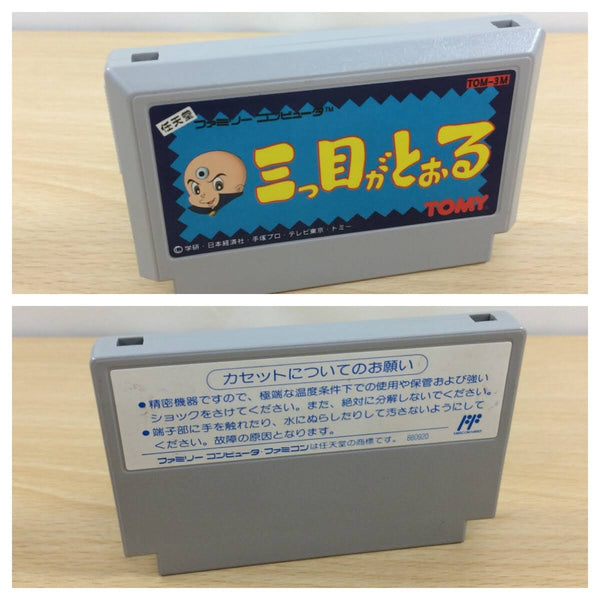 TOM-3M
任天堂
ファミリー コンピュータ™
三つ目がとおる
TOMY
©学研・日本経済社・手塚プロ・テレビ東京・トミー
カセットについてのお願い
●精密機器ですので、極端な温度条件下での使用や保管および強い
ショックをさけてください。また、絶対に分解しないでください。
●端子部に手を触れたり、水にぬらしたりして汚さないようにして
ください。故障の原因となります。
ファミリー コンピュータ・ファミコンは任天堂の商標です。 880920